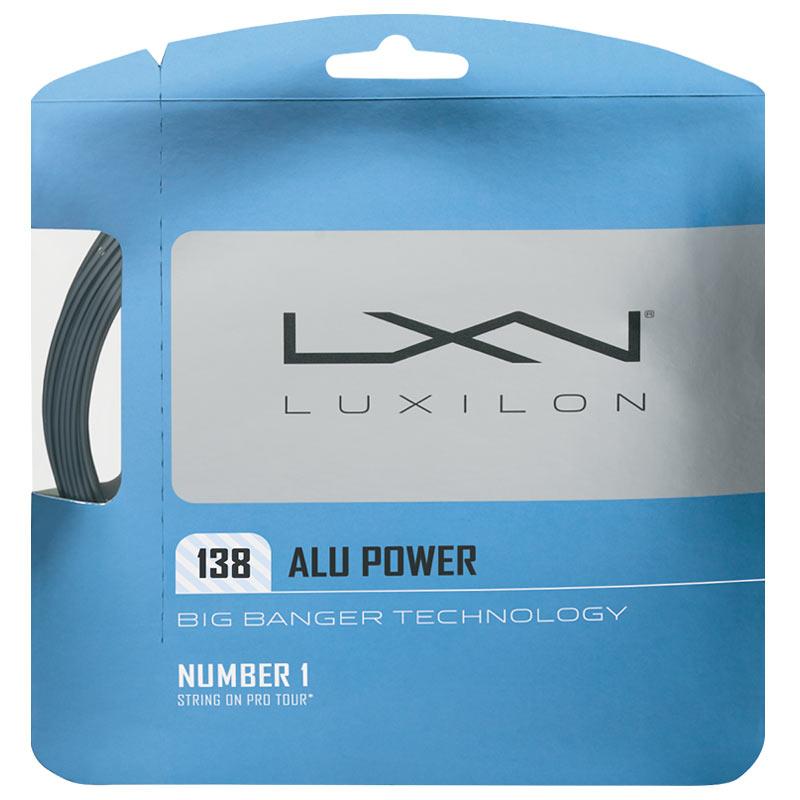 LXN®
LUXILON
138 ALU POWER
BIG BANGER TECHNOLOGY
NUMBER 1
STRING ON PRO TOUR*